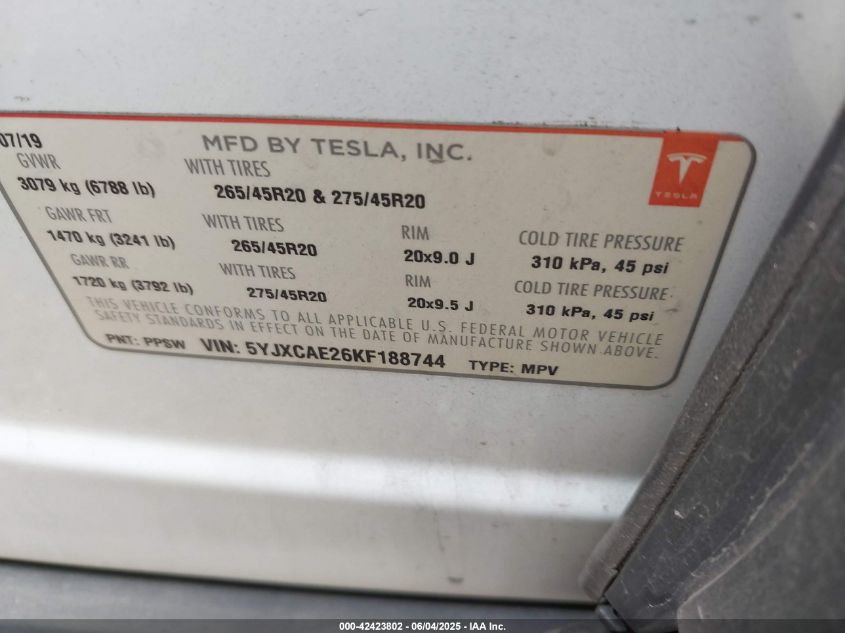 07/19 MFD BY TESLA, INC.
GVWR WITH TIRES
3079 kg (6788 lb) 265/45R20 & 275/45R20
TESLA
GAWR FRT WITH TIRES RIM COLD TIRE PRESSURE
1470 kg (3241 lb) 265/45R20 20x9.0 J 310 kPa, 45 psi
GAWR RR WITH TIRES RIM COLD TIRE PRESSURE
1720 kg (3792 lb) 275/45R20 20x9.5 J 310 kPa, 45 psi
THIS VEHICLE CONFORMS TO ALL APPLICABLE U.S. FEDERAL MOTOR VEHICLE
SAFETY STANDARDS IN EFFECT ON THE DATE OF MANUFACTURE SHOWN ABOVE.
PNT: PPSW VIN: 5YJXCAE26KF188744 TYPE: MPV
000-42423802 - 06/04/2025 - IAA Inc.